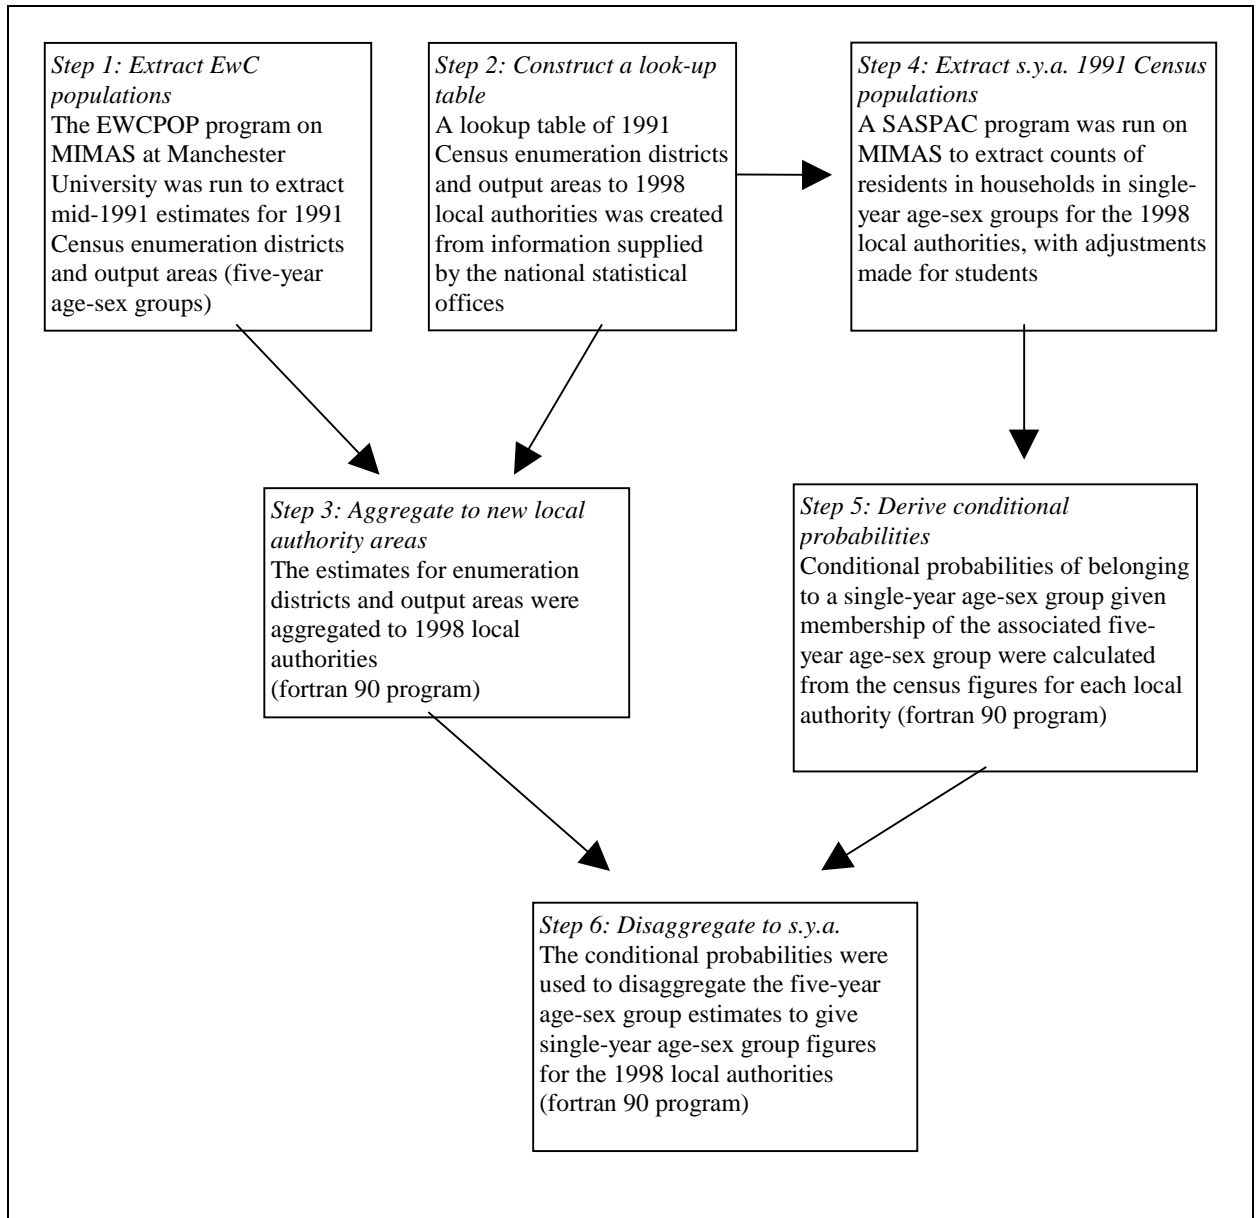 Step 1: Extract EwC
populations
The EWCPOP program on
MIMAS at Manchester
University was run to extract
mid-1991 estimates for 1991
Census enumeration districts
and output areas (five-year
age-sex groups)
Step 2: Construct a look-up
table
A lookup table of 1991
Census enumeration districts
and output areas to 1998
local authorities was created
from information supplied
by the national statistical
offices
Step 4: Extract s.y.a. 1991 Census
populations
A SASPAC program was run on
MIMAS to extract counts of
residents in households in single-
year age-sex groups for the 1998
local authorities, with adjustments
made for students
Step 3: Aggregate to new local
authority areas
The estimates for enumeration
districts and output areas were
aggregated to 1998 local
authorities
(fortran 90 program)
Step 5: Derive conditional
probabilities
Conditional probabilities of belonging
to a single-year age-sex group given
membership of the associated five-
year age-sex group were calculated
from the census figures for each local
authority (fortran 90 program)
Step 6: Disaggregate to s.y.a.
The conditional probabilities were
used to disaggregate the five-year
age-sex group estimates to give
single-year age-sex group figures
for the 1998 local authorities
(fortran 90 program)